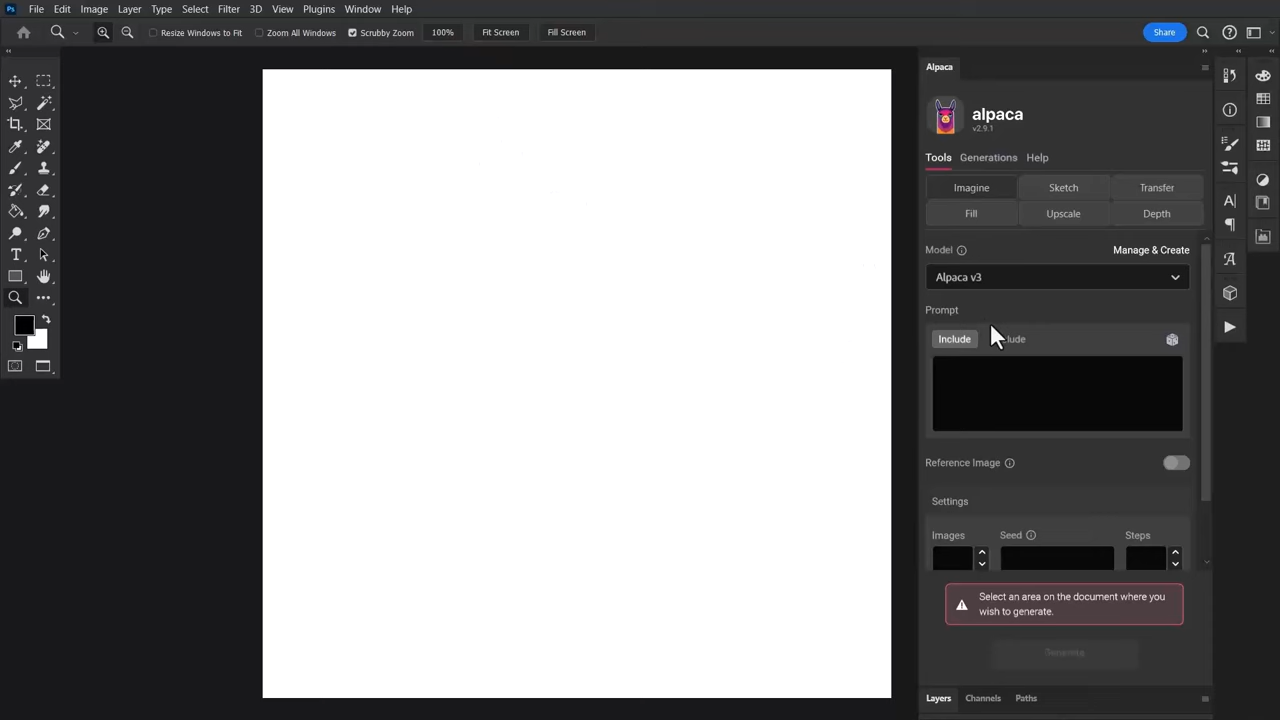 Ps File Edit Image Layer Type Select Filter 3D View Plugins Window Help
Resize Windows to Fit Zoom All Windows Scrubby Zoom 100% Fit Screen Fill Screen Share
Alpaca
alpaca
v2.9.1
Tools Generations Help
Imagine Sketch Transfer
Fill Upscale Depth
Model Manage & Create
Alpaca v3
Prompt
Include lude
Reference Image
Settings
Images Seed Steps
Select an area on the document where you
wish to generate.
Generate
Layers Channels Paths